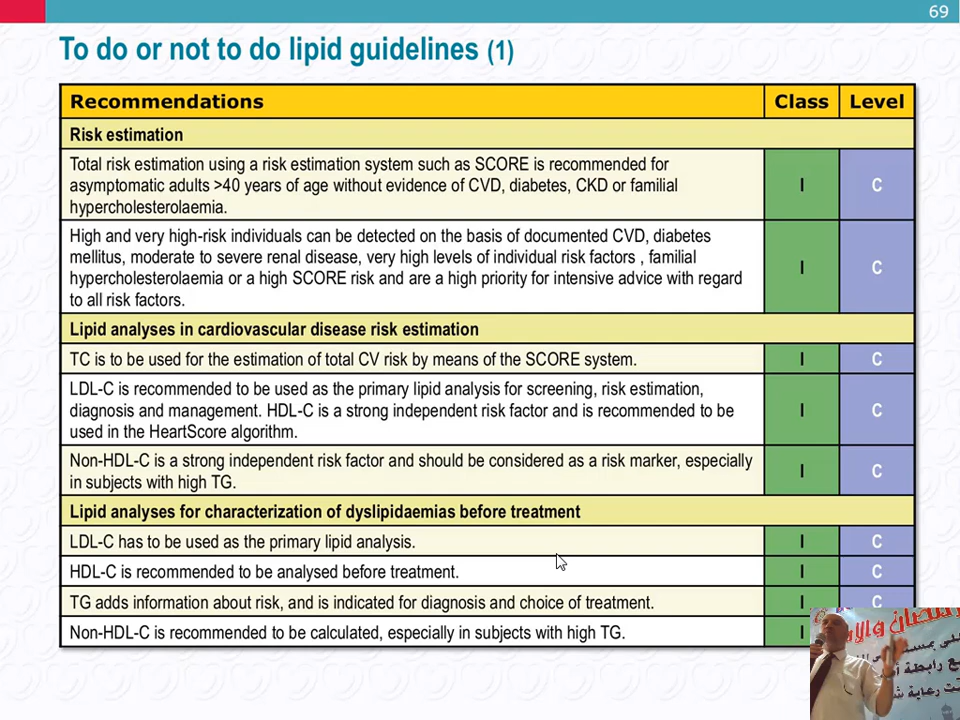 69
To do or not to do lipid guidelines (1)
Recommendations Class Level
Risk estimation
Total risk estimation using a risk estimation system such as SCORE is recommended for
asymptomatic adults >40 years of age without evidence of CVD, diabetes, CKD or familial
hypercholesterolaemia.
I C
High and very high-risk individuals can be detected on the basis of documented CVD, diabetes
mellitus, moderate to severe renal disease, very high levels of individual risk factors , familial
hypercholesterolaemia or a high SCORE risk and are a high priority for intensive advice with regard
to all risk factors.
I C
Lipid analyses in cardiovascular disease risk estimation
TC is to be used for the estimation of total CV risk by means of the SCORE system. I C
LDL-C is recommended to be used as the primary lipid analysis for screening, risk estimation,
diagnosis and management. HDL-C is a strong independent risk factor and is recommended to be
used in the HeartScore algorithm.
I C
Non-HDL-C is a strong independent risk factor and should be considered as a risk marker, especially
in subjects with high TG.
I C
Lipid analyses for characterization of dyslipidaemias before treatment
LDL-C has to be used as the primary lipid analysis. I C
HDL-C is recommended to be analysed before treatment. I C
TG adds information about risk, and is indicated for diagnosis and choice of treatment. I C
Non-HDL-C is recommended to be calculated, especially in subjects with high TG. I
رابطة
رعاية